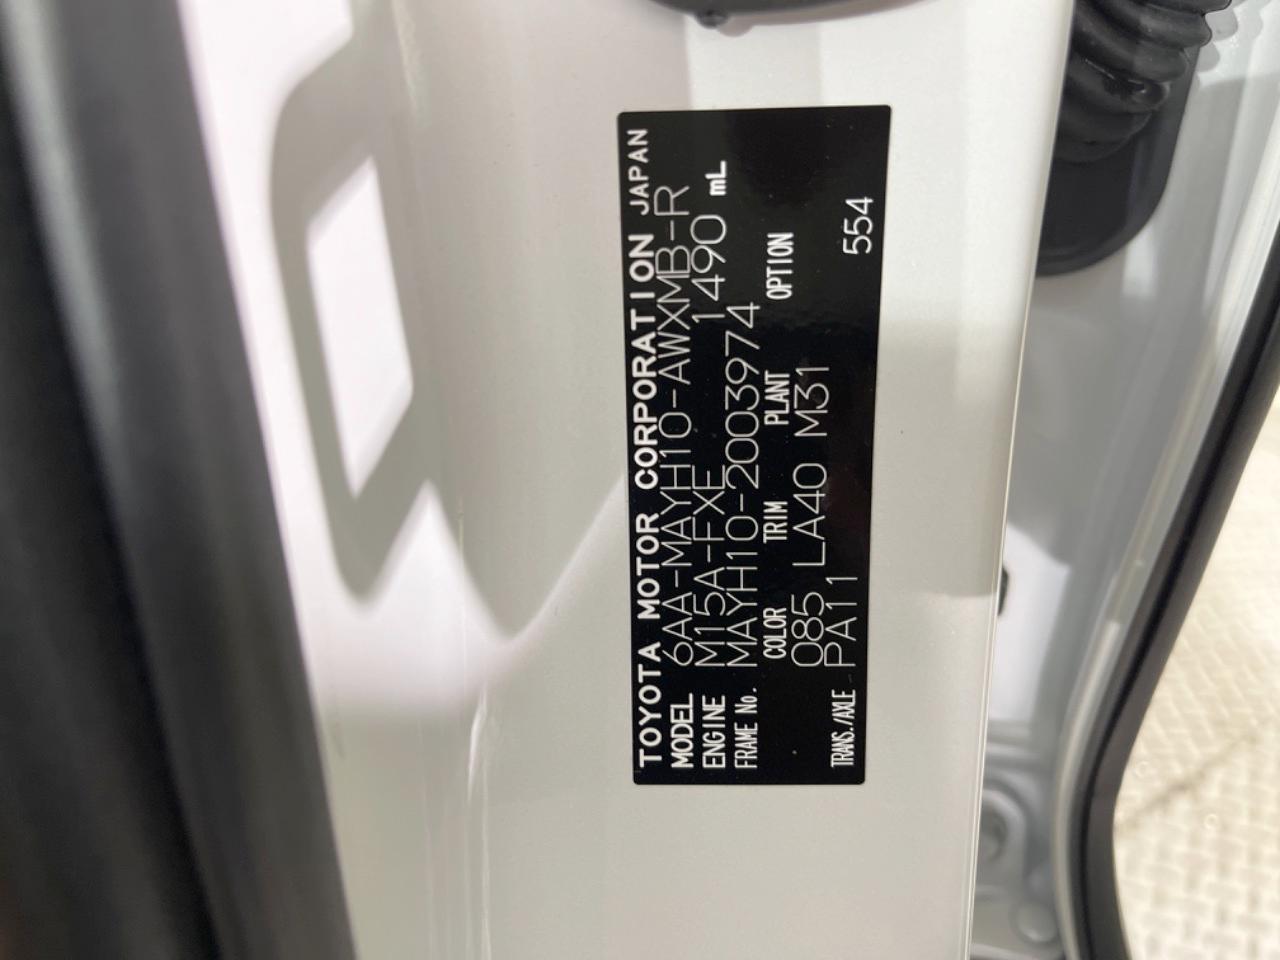 TOYOTA MOTOR CORPORATION JAPAN
MODEL 6AA-MAYH10-AWXMB-R
ENGINE M15A-FXE 1490 mL
FRAME No. MAYH10-2003974
COLOR TRIM PLANT OPTION
085 LA40 M31
TRANS./AXLE PA11 554